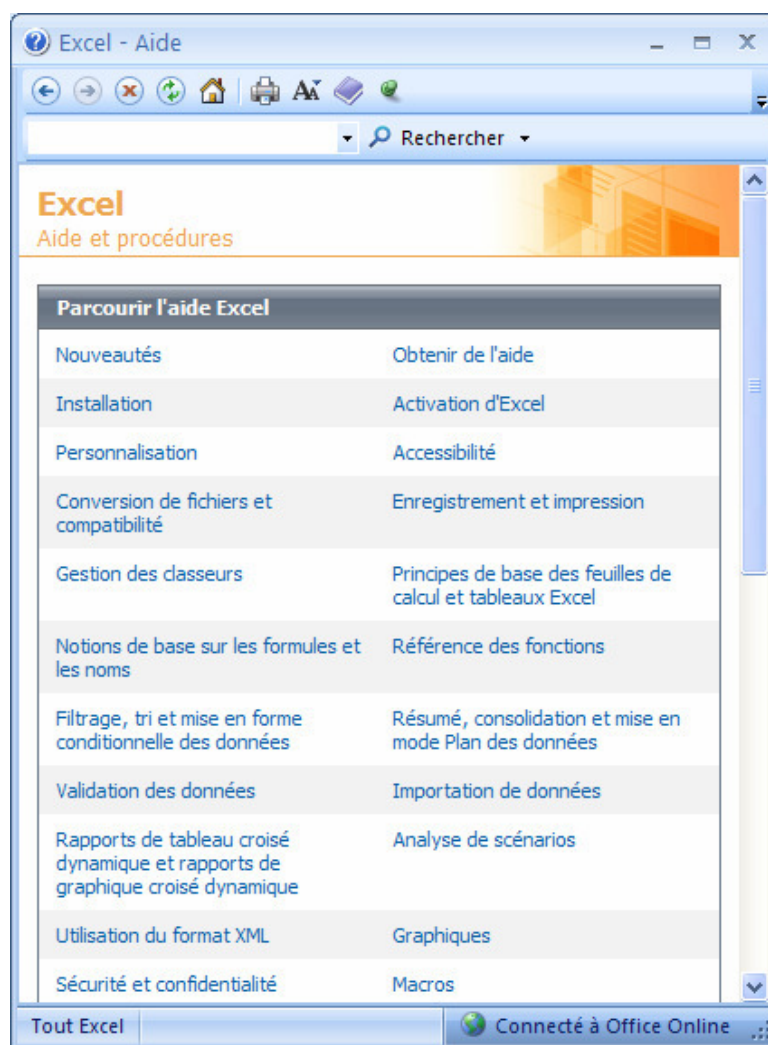 Excel - Aide
Rechercher
Excel
Aide et procédures
Parcourir l'aide Excel
Nouveautés
Obtenir de l'aide
Installation
Activation d'Excel
Personnalisation
Accessibilité
Conversion de fichiers et
compatibilité
Enregistrement et impression
Gestion des classeurs
Principes de base des feuilles de
calcul et tableaux Excel
Notions de base sur les formules et
les noms
Référence des fonctions
Filtrage, tri et mise en forme
conditionnelle des données
Résumé, consolidation et mise en
mode Plan des données
Validation des données
Importation de données
Rapports de tableau croisé
dynamique et rapports de
graphique croisé dynamique
Analyse de scénarios
Utilisation du format XML
Graphiques
Sécurité et confidentialité
Macros
Tout Excel
Connecté à Office Online